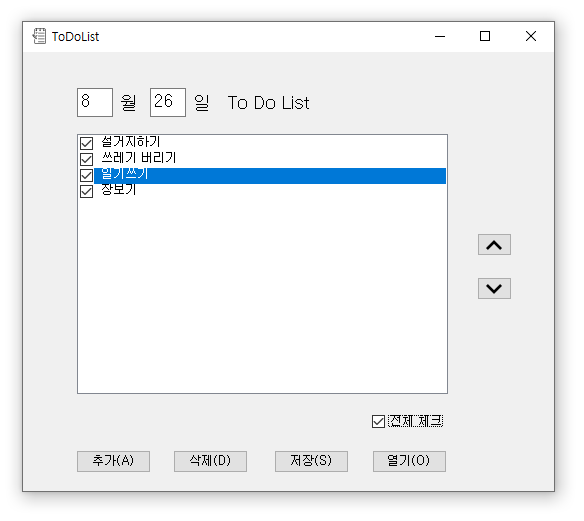 ToDoList
8 월 26 일 To Do List
설거지하기
쓰레기 버리기
일기쓰기
장보기
전체 체크
추가(A) 삭제(D) 저장(S) 열기(O)